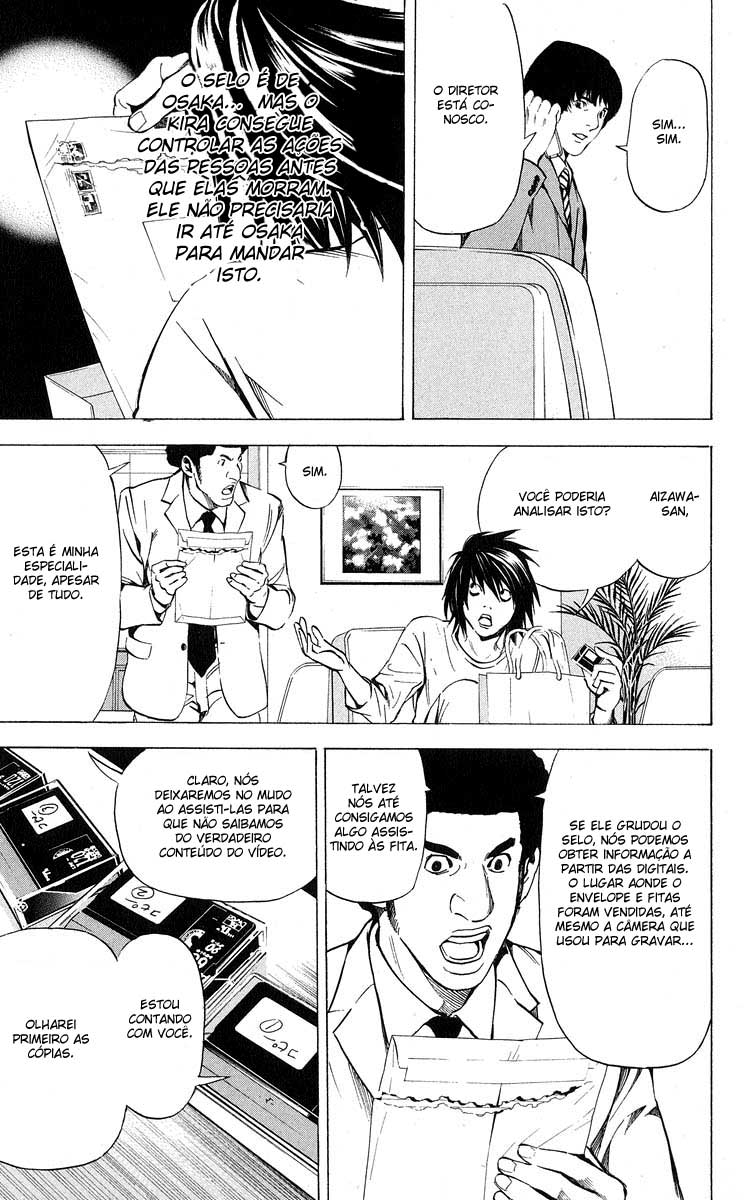 SIM...
SIM.
O DIRETOR
ESTÁ CO-
NOSCO.
O SELO É DE
OSAKA... MAS O
KIRA CONSEGUE
CONTROLAR AS AÇÕES
DAS PESSOAS ANTES
QUE ELAS MORRAM.
ELE NÃO PRECISARIA
IR ATÉ OSAKA
PARA MANDAR
ISTO.
AIZAWA-
SAN,
VOCÊ PODERIA
ANALISAR ISTO?
SIM.
ESTA É MINHA
ESPECIALI-
DADE, APESAR
DE TUDO.
SE ELE GRUDOU O
SELO, NÓS PODEMOS
OBTER INFORMAÇÃO A
PARTIR DAS DIGITAIS.
O LUGAR AONDE O
ENVELOPE E FITAS
FORAM VENDIDAS, ATÉ
MESMO A CÂMERA QUE
USOU PARA GRAVAR...
TALVEZ
NÓS ATÉ
CONSIGAMOS
ALGO ASSIS-
TINDO ÀS FITA.
CLARO, NÓS
DEIXAREMOS NO MUDO
AO ASSISTI-LAS PARA
QUE NÃO SAIBAMOS
DO VERDADEIRO
CONTEÚDO DO VÍDEO.
ESTOU
CONTANDO
COM VOCÊ.
OLHAREI
PRIMEIRO AS
CÓPIAS.